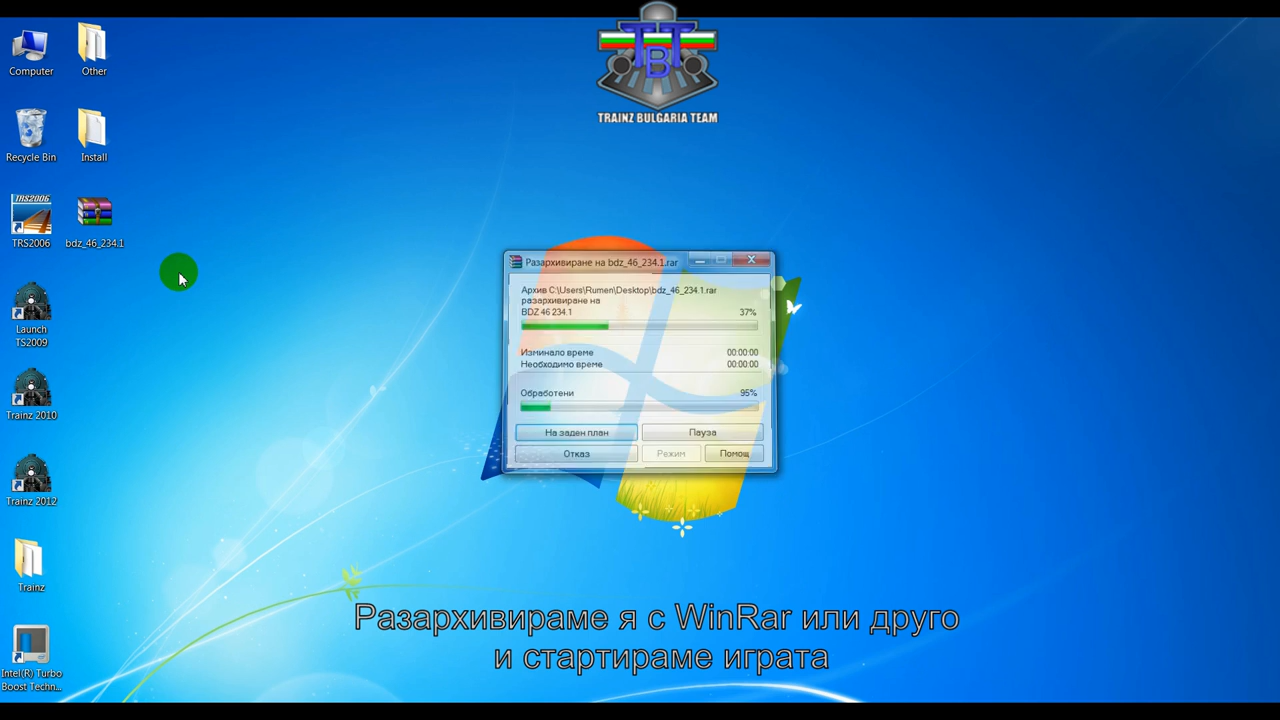 TBT
TRAINZ BULGARIA TEAM
Computer
Other
Recycle Bin
Install
TRS2006
TRS2006
bdz_46_234.1
Launch
TS2009
Trainz 2010
Trainz 2012
Trainz
Intel(R) Turbo
Boost Techn...
Разархивиране на bdz_46_234.1.rar
Архив C:\Users\Rumen\Desktop\bdz_46_234.1.rar
разархивиране на
BDZ 46 234.1 37%
Изминало време 00:00:00
Необходимо време 00:00:00
Обработени 95%
На заден план Пауза
Отказ Режим Помощ
Разархивираме я с WinRar или друго
и стартираме играта